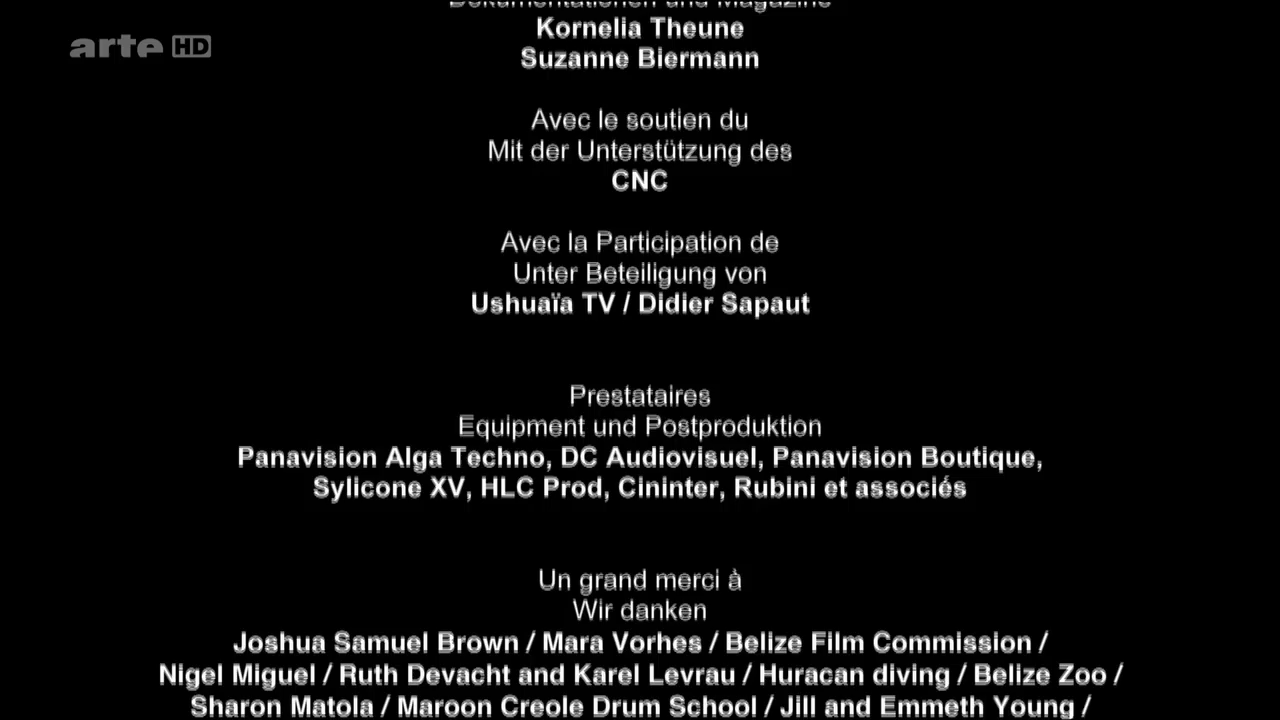 Dokumentationen und Magazine
arte HD
Kornelia Theune
Suzanne Biermann
Avec le soutien du
Mit der Unterstützung des
CNC
Avec la Participation de
Unter Beteiligung von
Ushuaïa TV / Didier Sapaut
Prestataires
Equipment und Postproduktion
Panavision Alga Techno, DC Audiovisuel, Panavision Boutique,
Sylicone XV, HLC Prod, Cininter, Rubini et associés
Un grand merci à
Wir danken
Joshua Samuel Brown / Mara Vorhes / Belize Film Commission /
Nigel Miguel / Ruth Devacht and Karel Levrau / Huracan diving / Belize Zoo /
Sharon Matola / Maroon Creole Drum School / Jill and Emmeth Young /